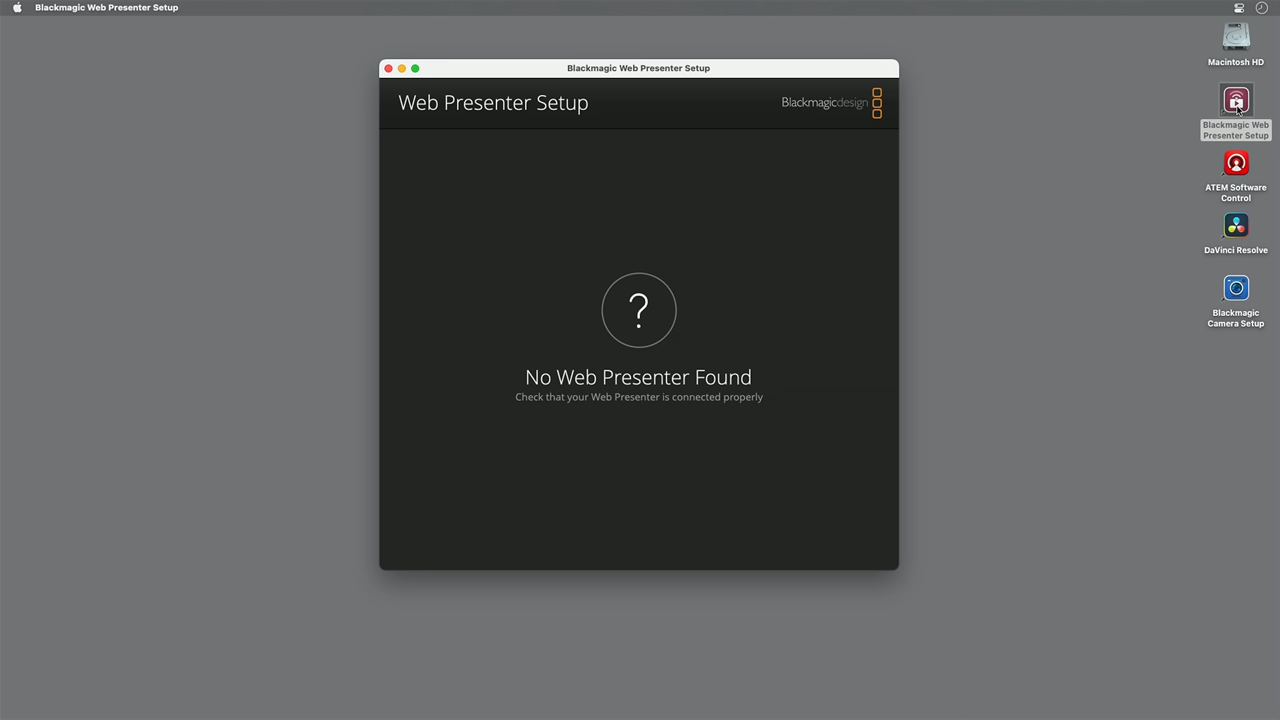 Blackmagic Web Presenter Setup
Blackmagic Web Presenter Setup
Web Presenter Setup
Blackmagicdesign
?
No Web Presenter Found
Check that your Web Presenter is connected properly
Macintosh HD
Blackmagic Web
Presenter Setup
ATEM Software
Control
DaVinci Resolve
Blackmagic
Camera Setup